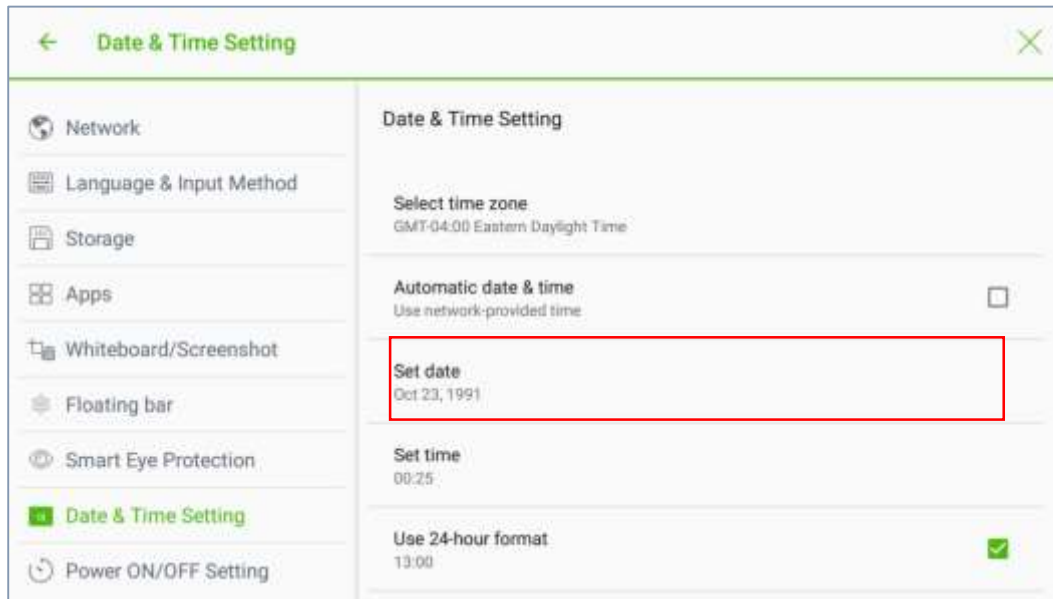 Date & Time Setting
Network
Language & Input Method
Storage
Apps
Whiteboard/Screenshot
Floating bar
Smart Eye Protection
Date & Time Setting
Power ON/OFF Setting
Date & Time Setting
Select time zone
GMT-04:00 Eastern Daylight Time
Automatic date & time
Use network-provided time
Set date
Oct 23, 1991
Set time
00:25
Use 24-hour format
13:00